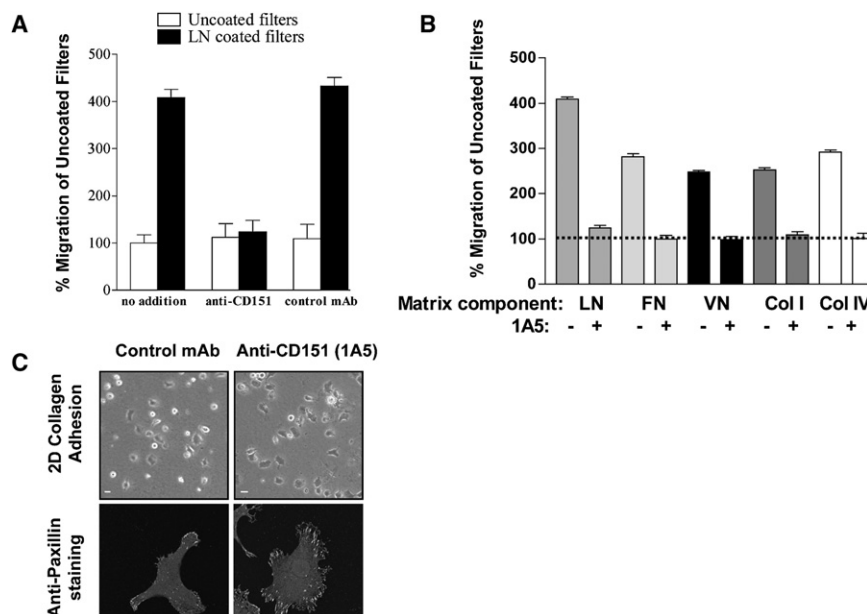 A
Uncoated filters
LN coated filters
% Migration of Uncoated Filters
500
400
300
200
100
0
no addition
anti-CD151
control mAb
B
% Migration of Uncoated Filters
500
400
300
200
100
0
Matrix component: LN FN VN Col I Col IV
1A5: - + - + - + - + - +
C
Control mAb
Anti-CD151 (1A5)
2D Collagen
Adhesion
Anti-Paxillin
staining